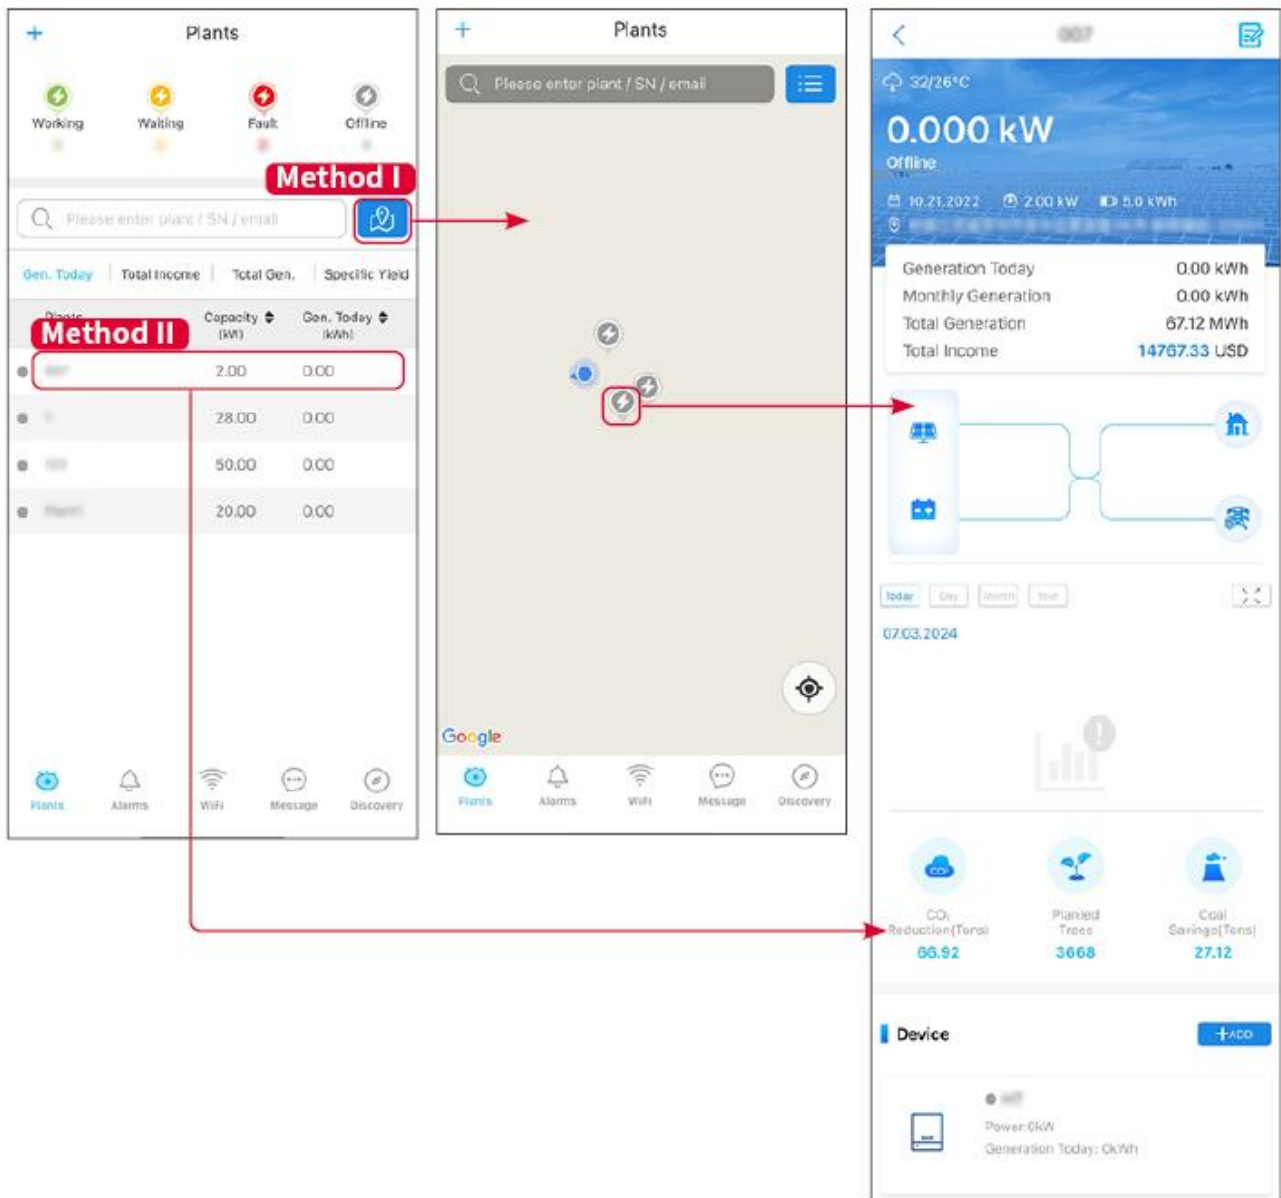 Plants
Working
Waiting
Fault
Offline
Method I
Please enter plant / SN / email
Gen. Today
Total Income
Total Gen.
Specific Yield
Plants
Capacity
(kW)
Gen. Today
(kWh)
Method II
2.00 0.00
28.00 0.00
50.00 0.00
20.00 0.00
Plants
Alarms
WiFi
Message
Discovery
Plants
Please enter plant / SN / email
Google
Plants
Alarms
WiFi
Message
Discovery
007
32/26°C
0.000 kW
Offline
10.21.2022 2.00 kW 5.0 kWh
Generation Today 0.00 kWh
Monthly Generation 0.00 kWh
Total Generation 67.12 MWh
Total Income 14767.33 USD
Today Day Month Year
07.03.2024
CO₂
Reduction(Tons)
66.92
Planted
Trees
3668
Coal
Savings(Tons)
27.12
Device
+ADD
Power:0kW
Generation Today: 0kWh